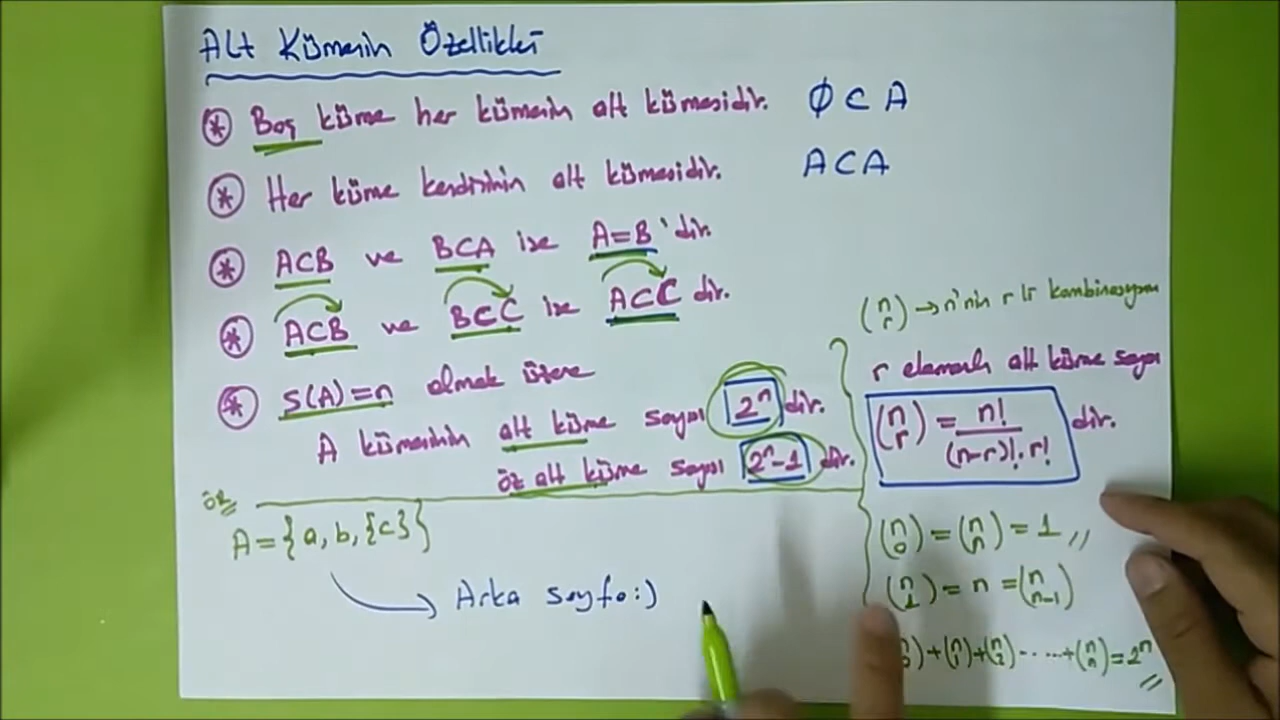 Alt Kümenin Özellikleri
* Boş küme her kümenin alt kümesidir. ∅ ⊂ A
* Her küme kendisinin alt kümesidir. A ⊂ A
* A⊂B ve B⊂A ise A=B'dir.
* A⊂B ve B⊂C ise A⊂C dir.
* s(A)=n olmak üzere
A kümesinin alt küme sayısı 2ⁿ dir.
öz alt küme sayısı 2ⁿ-1 dir.
ör
A={a, b, {c}}
Arka sayfa :)
(n r) → n'nin r li kombinasyonu
r elemanlı alt küme sayısı
(n r) = n! / (n-r)!.r! dir.
(n 0) = (n n) = 1 //
(n 1) = n = (n n-1)
+ (n 1) + (n 2) - - ... + (n n) = 2ⁿ //